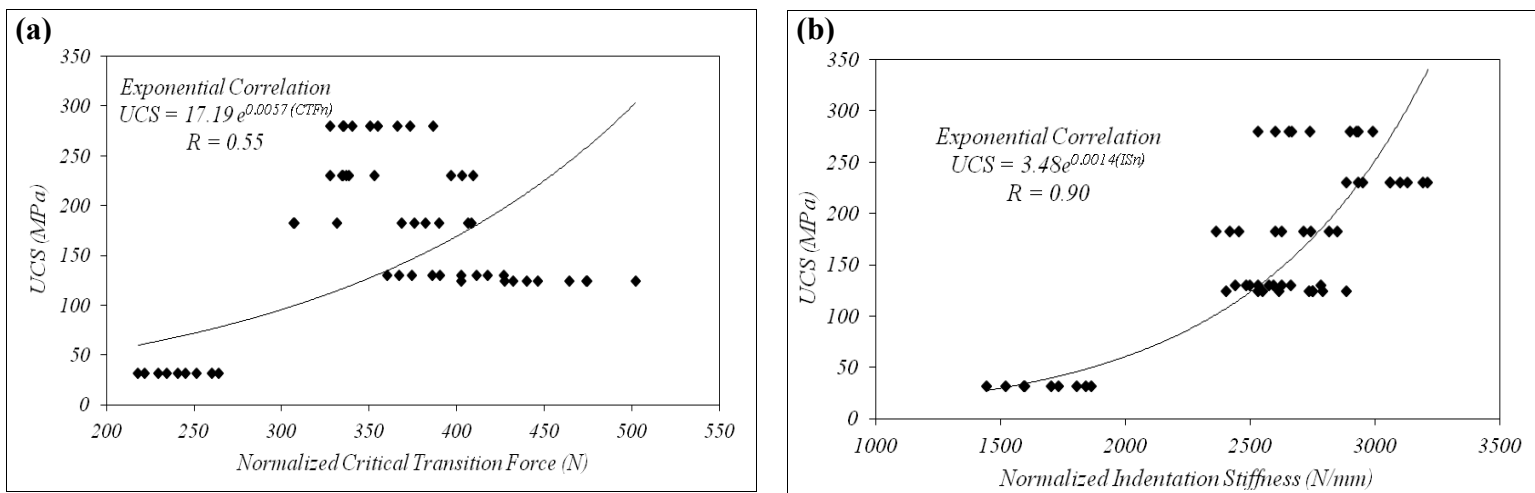 (a)
350
300
250
200
150
100
50
0
UCS (MPa)
Exponential Correlation
UCS = 17.19 e^0.0057 (CTFn)
R = 0.55
200 250 300 350 400 450 500 550
Normalized Critical Transition Force (N)
(b)
350
300
250
200
150
100
50
0
UCS (MPa)
Exponential Correlation
UCS = 3.48e^0.0014(ISn)
R = 0.90
1000 1500 2000 2500 3000 3500
Normalized Indentation Stiffness (N/mm)